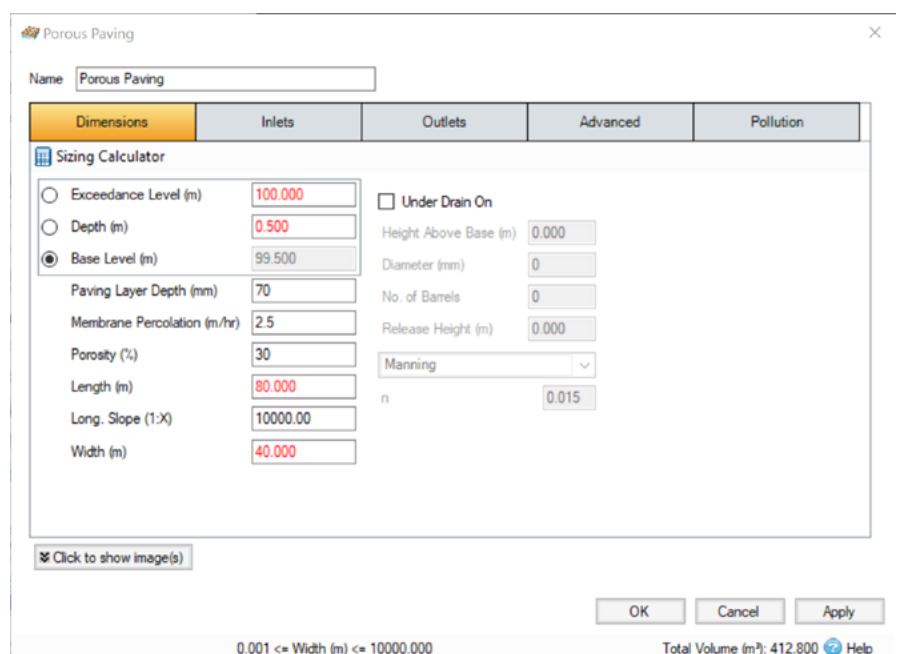 Porous Paving
Name Porous Paving
Dimensions Inlets Outlets Advanced Pollution
Sizing Calculator
Exceedance Level (m) 100.000
Depth (m) 0.500
Base Level (m) 99.500
Paving Layer Depth (mm) 70
Membrane Percolation (m/hr) 2.5
Porosity (%) 30
Length (m) 80.000
Long. Slope (1:X) 10000.00
Width (m) 40.000
Under Drain On
Height Above Base (m) 0.000
Diameter (mm) 0
No. of Barrels 0
Release Height (m) 0.000
Manning
n 0.015
Click to show image(s)
OK Cancel Apply
0.001 <= Width (m) <= 10000.000 Total Volume (m³): 412.800 Help